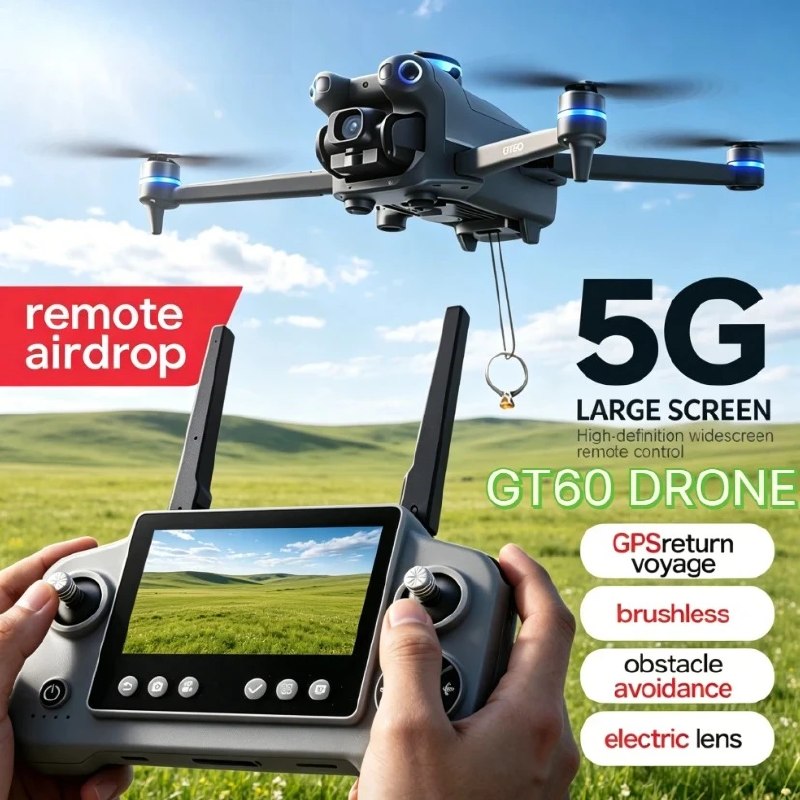 GT60
remote
airdrop
5G
LARGE SCREEN
High-definition widescreen
remote control
GT60 DRONE
GPSreturn
voyage
brushless
obstacle
avoidance
electric lens